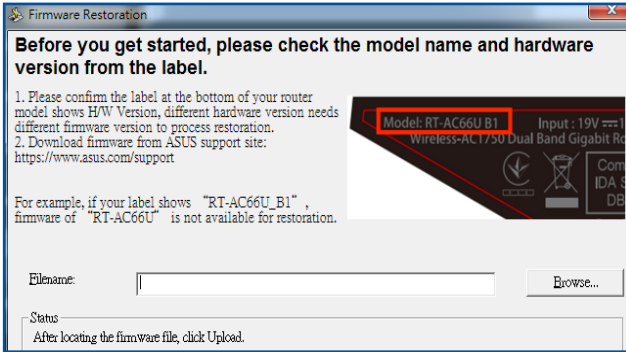 Firmware Restoration
Before you get started, please check the model name and hardware
version from the label.
1. Please confirm the label at the bottom of your router
model shows H/W Version, different hardware version needs
different firmware version to process restoration.
2. Download firmware from ASUS support site:
https://www.asus.com/support
For example, if your label shows “RT-AC66U_B1”,
firmware of “RT-AC66U” is not available for restoration.
Model: RT-AC66U B1 Input : 19V
Wireless-AC1750 Dual Band Gigabit
Com
IDA
DB
Filename:
Browse...
Status
After locating the firmware file, click Upload.